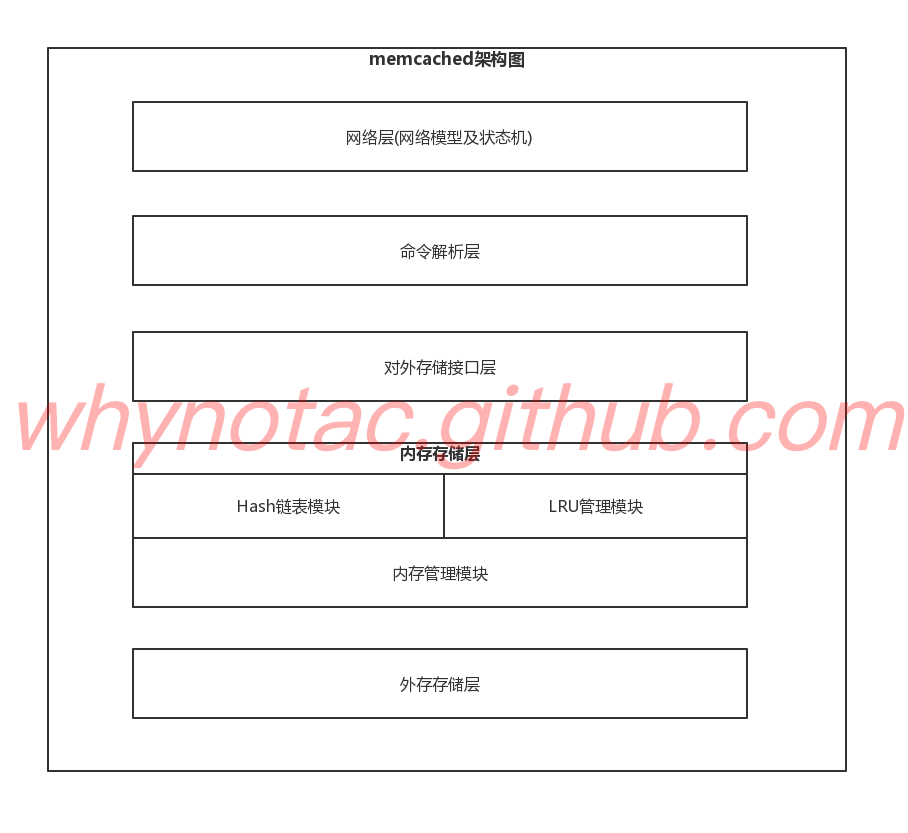 memcached架构图
网络层(网络模型及状态机)
命令解析层
对外存储接口层
whynotac.github.com
内存存储层
Hash链表模块
LRU管理模块
内存管理模块
外存存储层